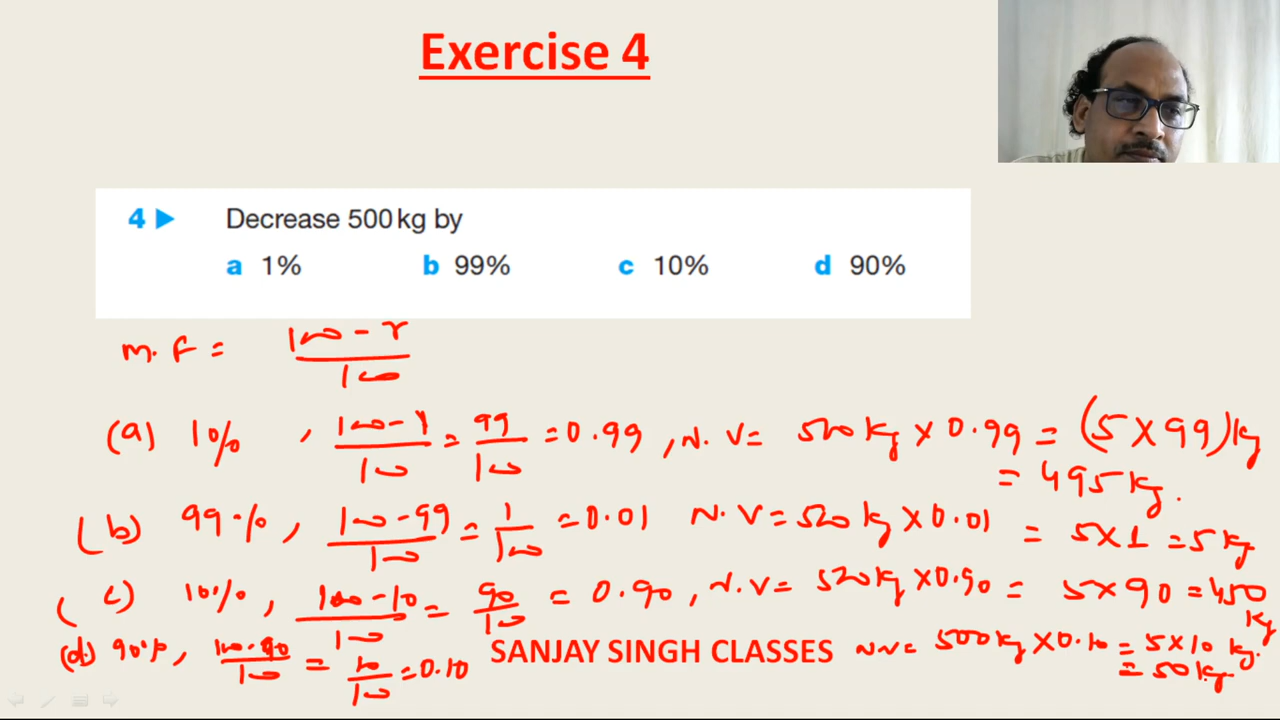 Exercise 4
4 ▶ Decrease 500 kg by
a 1% b 99% c 10% d 90%
M.F = 100 - r / 100
(a) 1%, 100-1 / 100 = 99 / 100 = 0.99, N.V = 500 kg × 0.99 = (5 × 99) kg
= 495 kg.
(b) 99%, 100-99 / 100 = 1 / 100 = 0.01 N.V = 500 kg × 0.01 = 5 × 1 = 5 kg
(c) 10%, 100-10 / 100 = 90 / 100 = 0.90, N.V = 500 kg × 0.90 = 5 × 90 = 450 kg
(d) 90%, 100-90 / 100 = 10 / 100 = 0.10 N.V = 500 kg × 0.10 = 5 × 10 kg.
= 50 kg.
SANJAY SINGH CLASSES